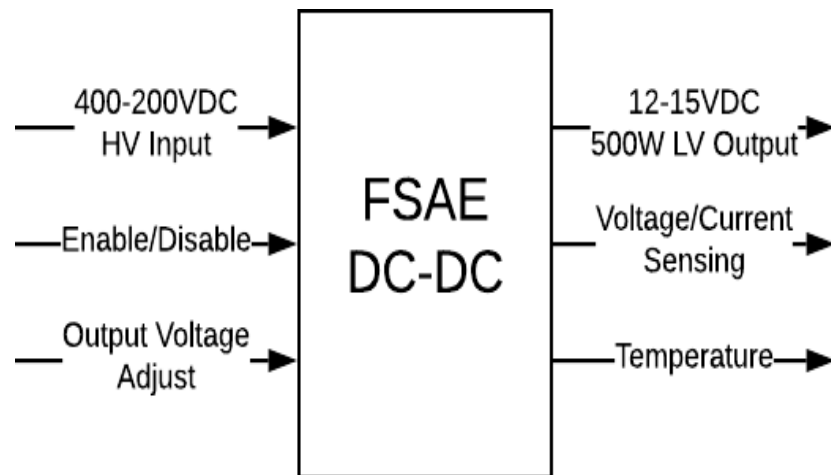 400-200VDC
HV Input
Enable/Disable
Output Voltage
Adjust
FSAE
DC-DC
12-15VDC
500W LV Output
Voltage/Current
Sensing
Temperature